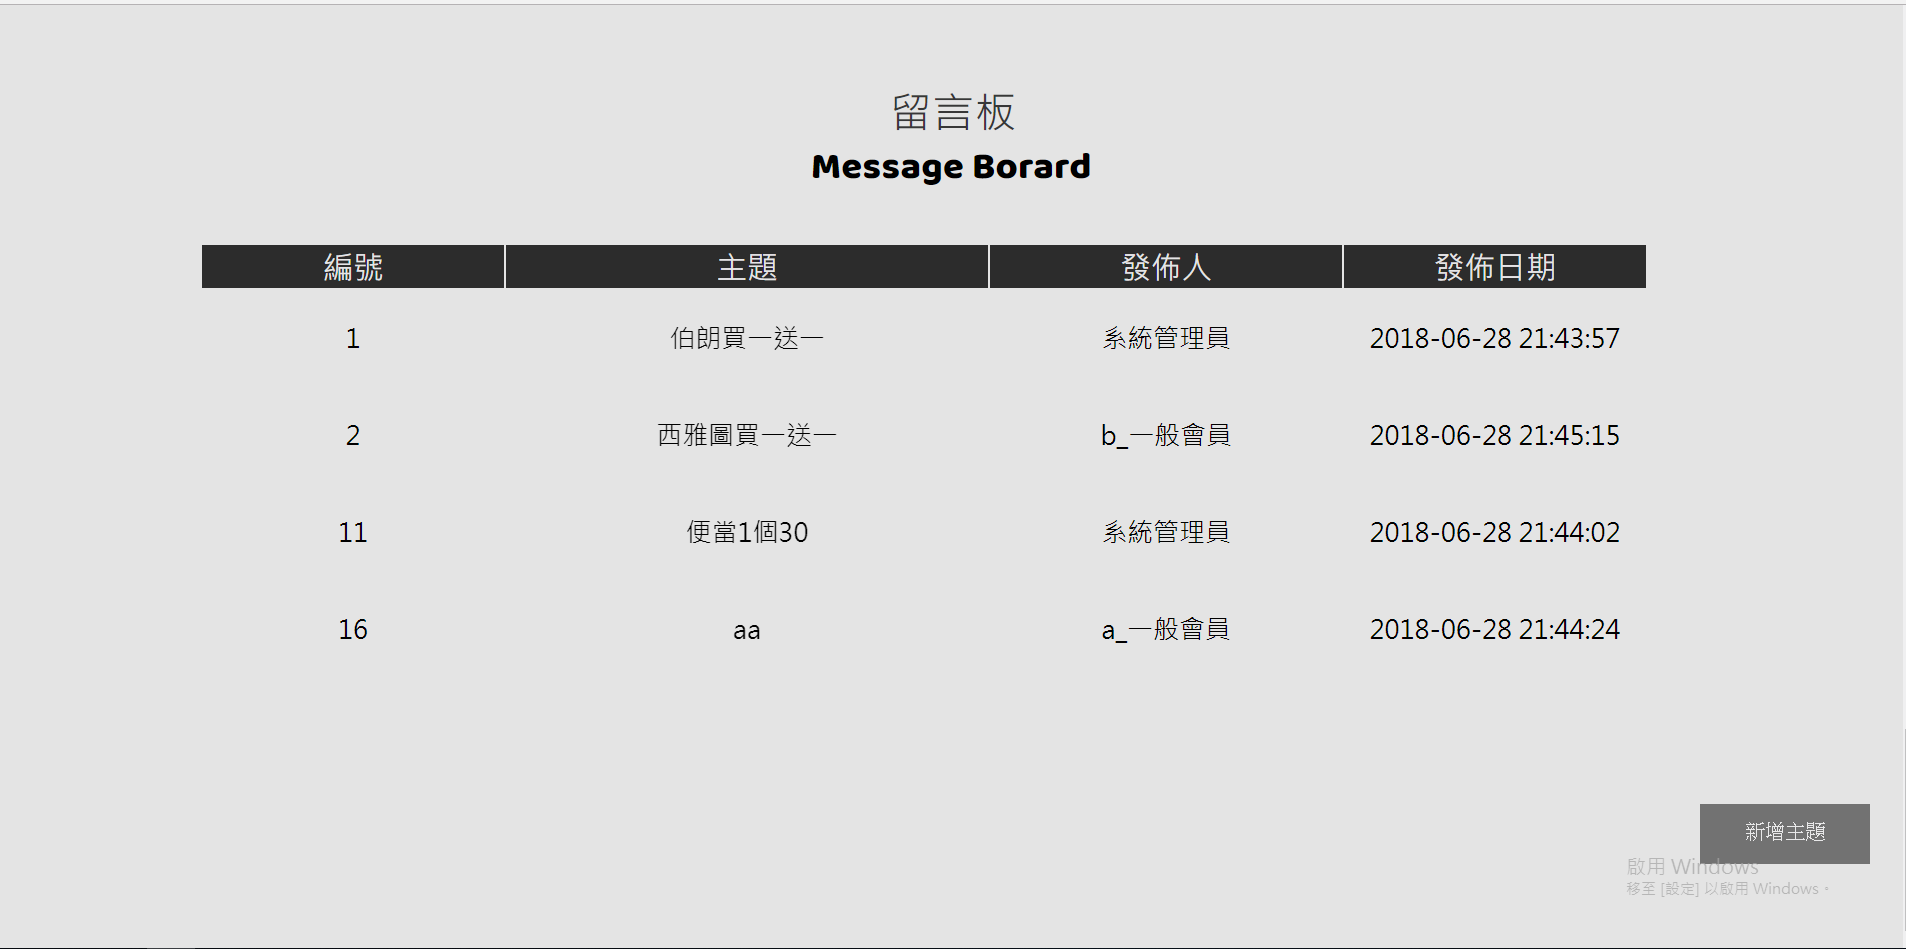 留言板
Message Borard
編號 主題 發佈人 發佈日期
1 伯朗買一送一 系統管理員 2018-06-28 21:43:57
2 西雅圖買一送一 b_一般會員 2018-06-28 21:45:15
11 便當1個30 系統管理員 2018-06-28 21:44:02
16 aa a_一般會員 2018-06-28 21:44:24
新增主題
啟用 Windows
移至 [設定] 以啟用 Windows。